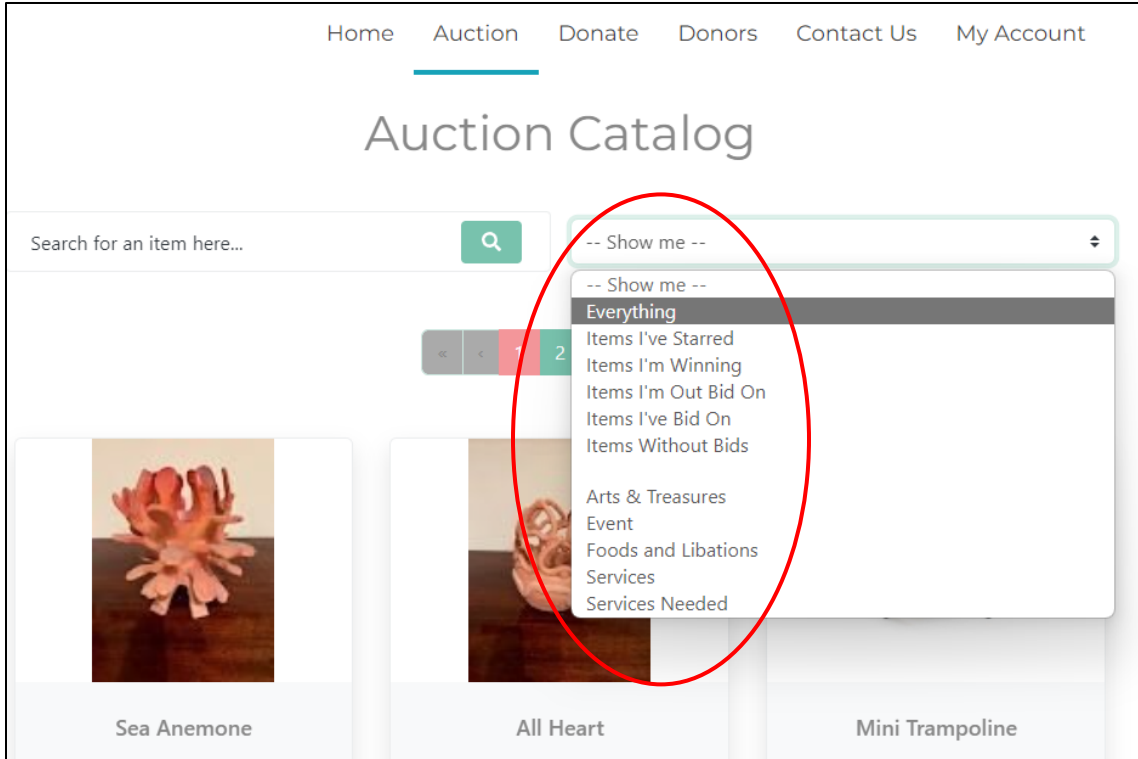 Home Auction Donate Donors Contact Us My Account
Auction Catalog
Search for an item here...
-- Show me --
-- Show me --
Everything
Items I've Starred
Items I'm Winning
Items I'm Out Bid On
Items I've Bid On
Items Without Bids
Arts & Treasures
Event
Foods and Libations
Services
Services Needed
« ‹ 1 2
Sea Anemone
All Heart
Mini Trampoline